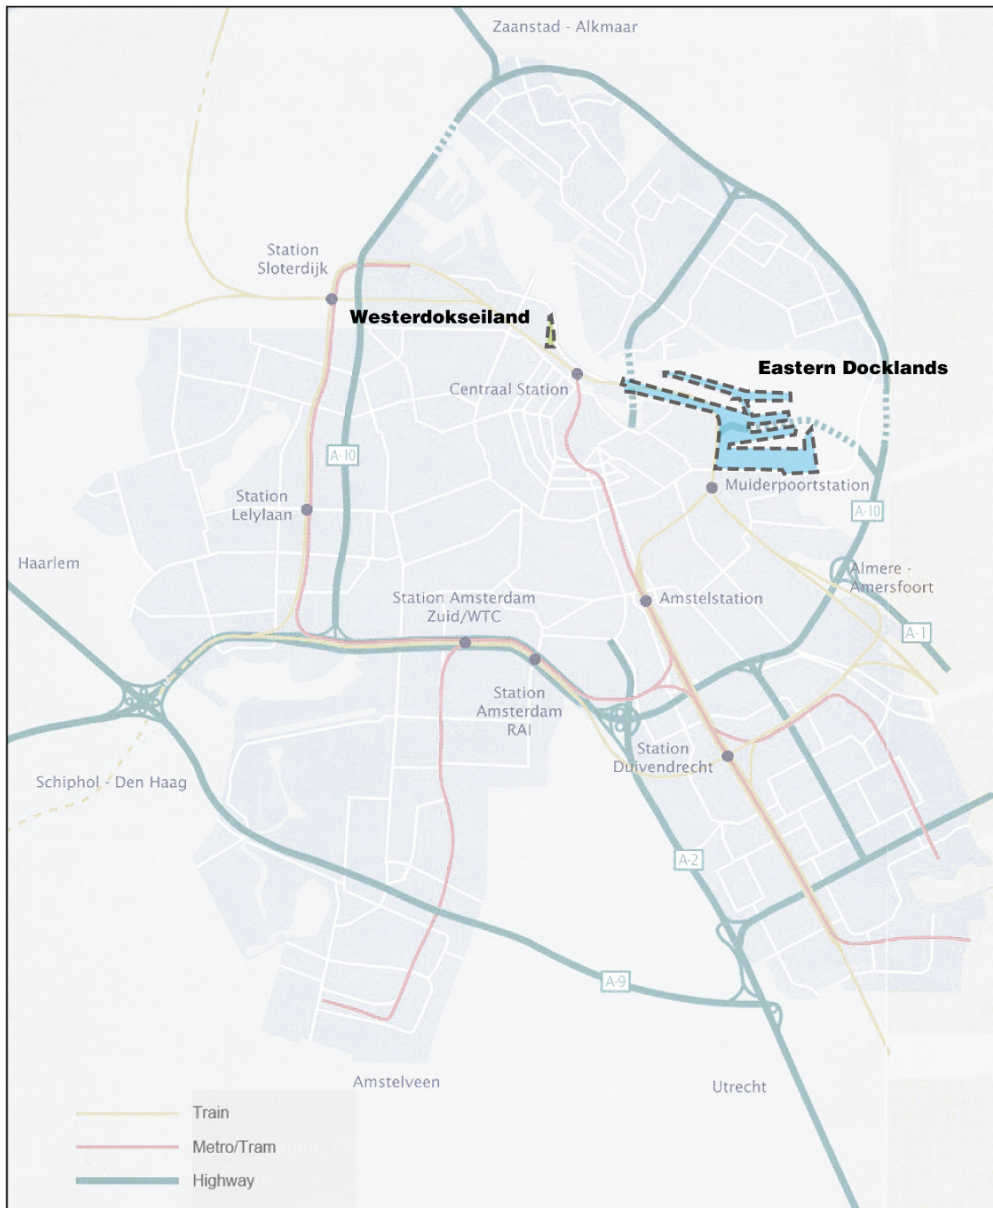 Zaanstad - Alkmaar
Station
Sloterdijk
Westerdokseiland
Eastern Docklands
Centraal Station
A-10
Muiderpoortstation
Station
Lelylaan
A-10
Haarlem
Almere -
Amersfoort
Station Amsterdam
Zuid/WTC
Amstelstation
A-1
Station
Amsterdam
RAI
Station
Duivendrecht
Schiphol - Den Haag
A-2
A-9
Amstelveen
Utrecht
Train
Metro/Tram
Highway